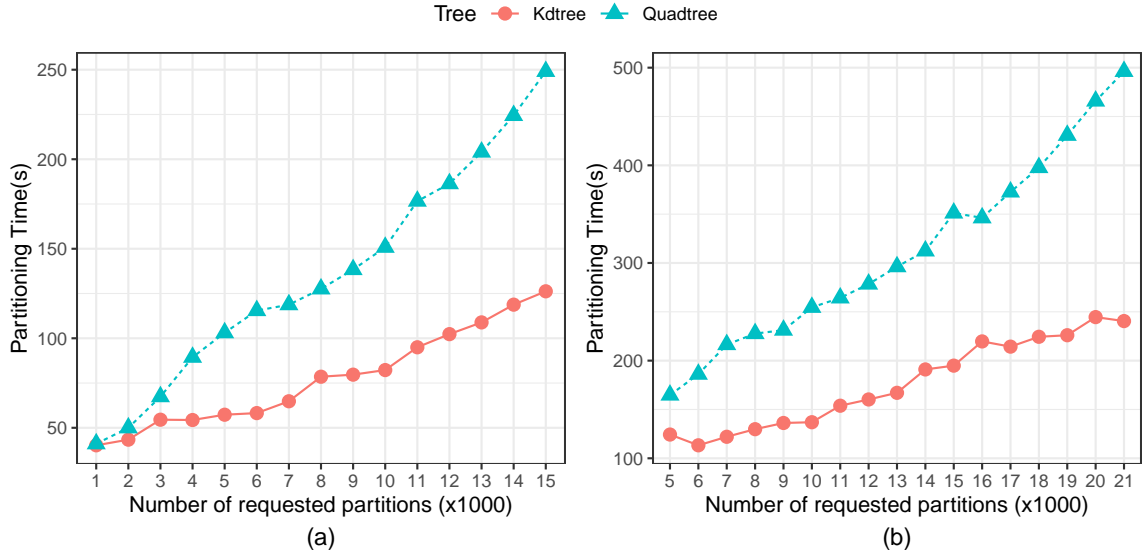 Tree Kdtree Quadtree
Partitioning Time(s)
250
200
150
100
50
1 2 3 4 5 6 7 8 9 10 11 12 13 14 15
Number of requested partitions (x1000)
(a)
Partitioning Time(s)
500
400
300
200
100
5 6 7 8 9 10 11 12 13 14 15 16 17 18 19 20 21
Number of requested partitions (x1000)
(b)